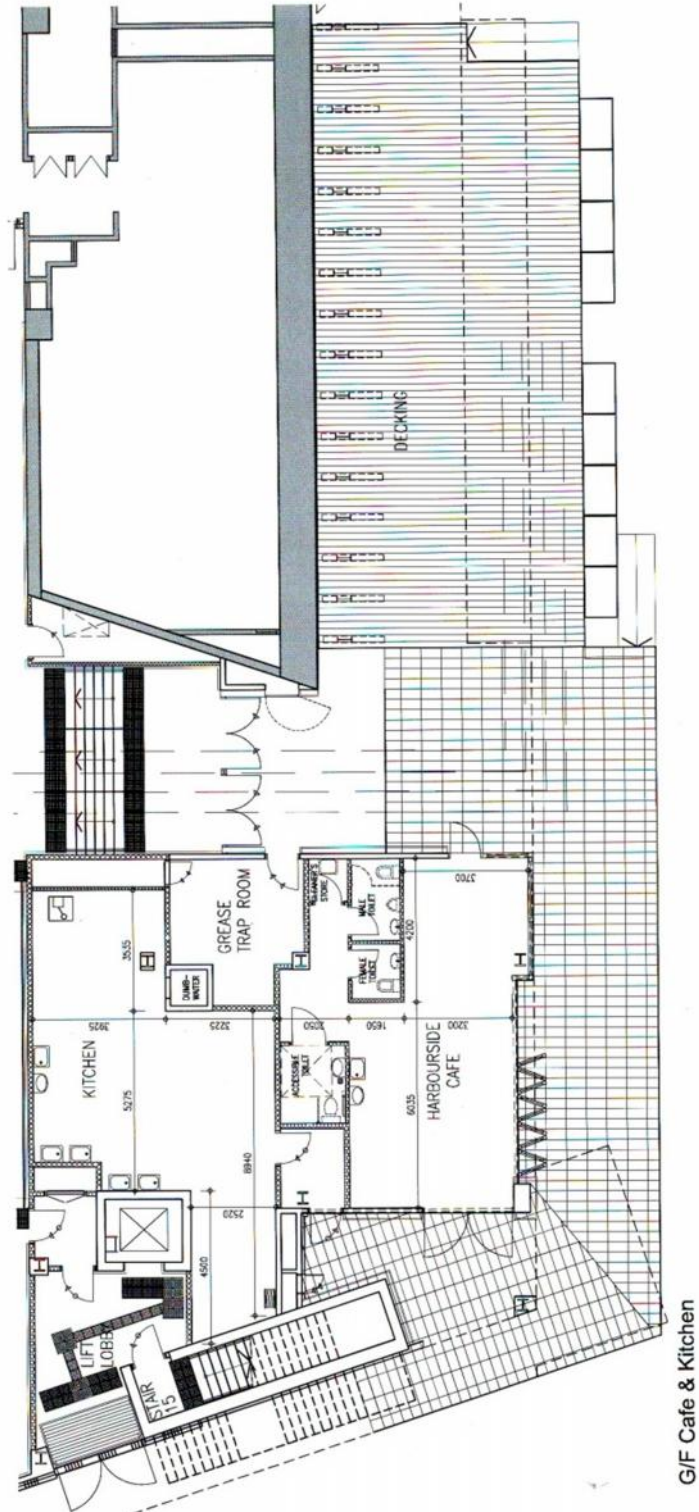 DECKING
GREASE
TRAP ROOM
CLEANER'S
STORE
MALE
TOILET
FEMALE
TOILET
3700
4200
3535
DUMB-
WAITER
3925
3225
2050
1650
3200
KITCHEN
ACCESSIBLE
TOILET
HARBOURSIDE
CAFE
5275
8940
6035
2520
4500
LIFT
LOBBY
STAIR
15
G/F Cafe & Kitchen